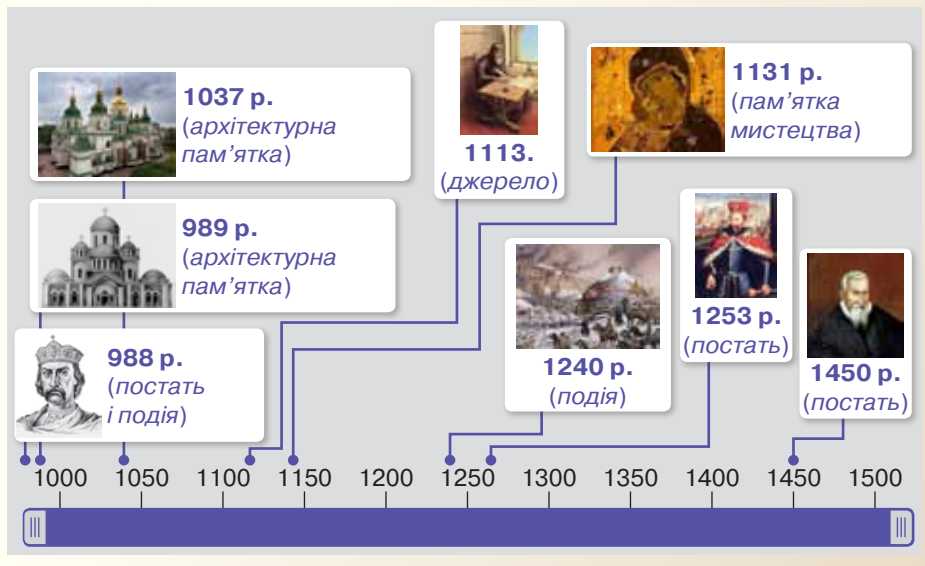 1037 р.
(архітектурна
пам’ятка)
989 р.
(архітектурна
пам’ятка)
988 р.
(постать
і подія)
1113.
(джерело)
1131 р.
(пам’ятка
мистецтва)
1240 р.
(подія)
1253 р.
(постать)
1450 р.
(постать)
1000 1050 1100 1150 1200 1250 1300 1350 1400 1450 1500